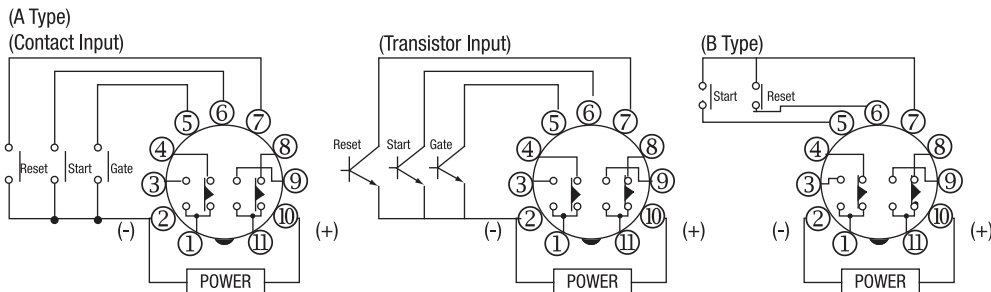 (A Type)
(Contact Input)
(Transistor Input)
(B Type)
Reset Start Gate
5 6 7
4 8
3 9
2 10
1 11
(-) (+)
POWER
Reset Start Gate
5 6 7
4 8
3 9
2 10
1 11
(-) (+)
POWER
Start Reset
5 6 7
4 8
3 9
2 10
1 11
(-) (+)
POWER